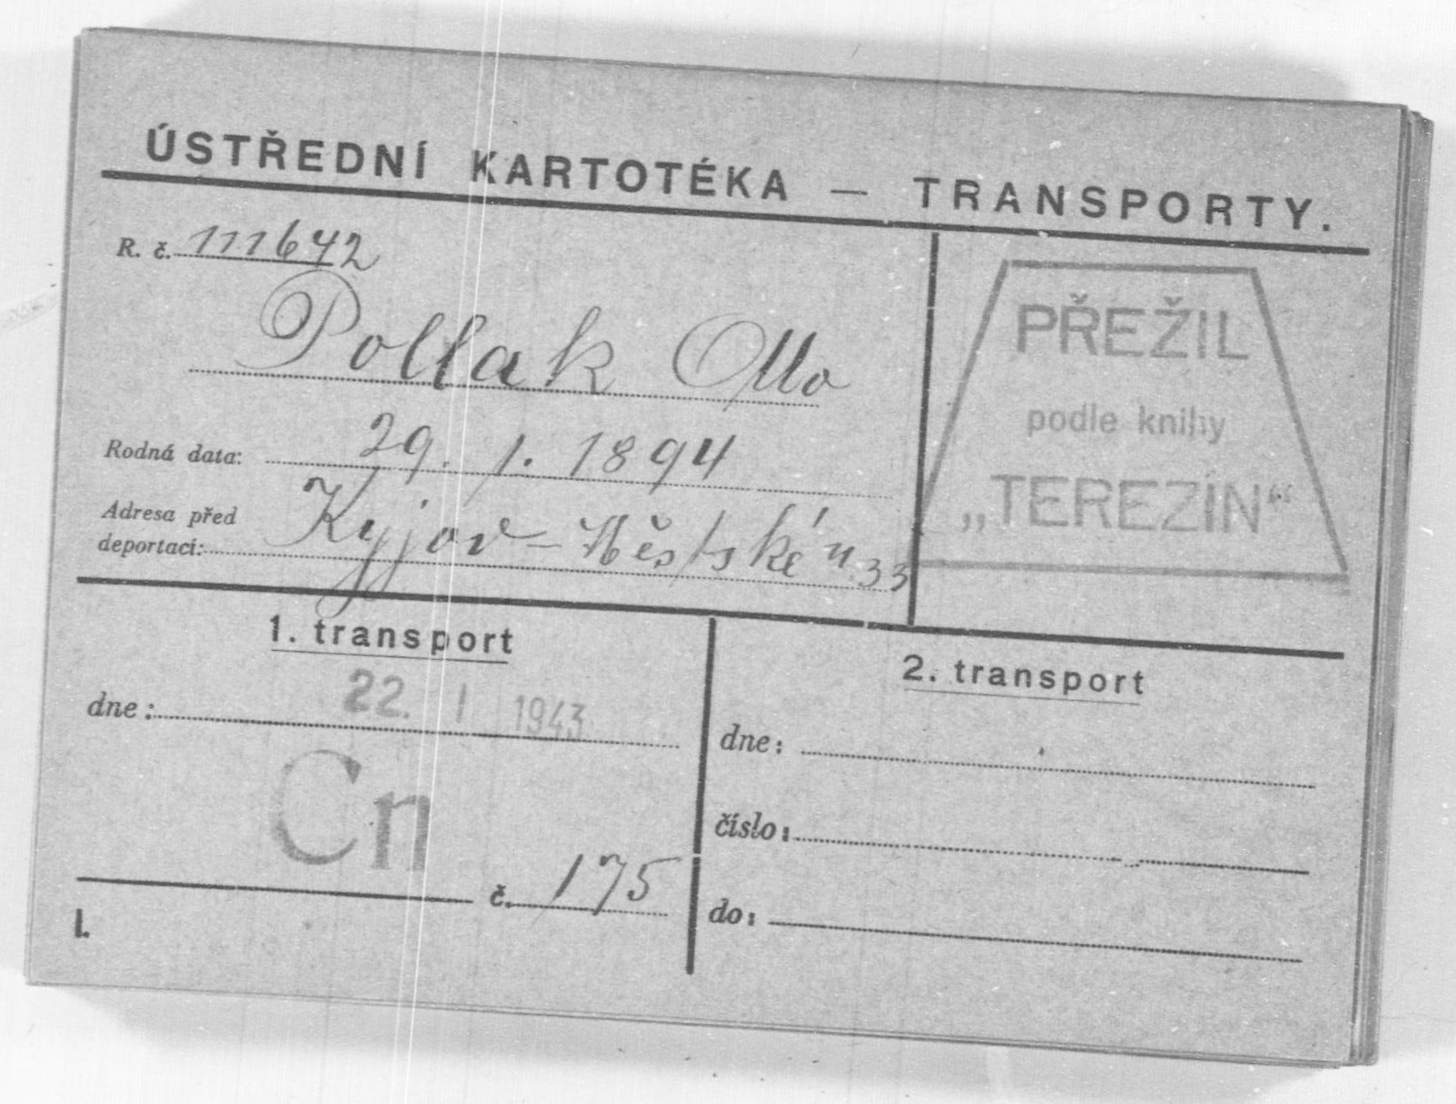 ÚSTŘEDNÍ KARTOTÉKA — TRANSPORTY.
R. č. 111642
Pollak Otto
Rodná data: 29. 1. 1894
Adresa před
deportací: Kyjov – Městské n. 33
PŘEŽIL
podle knihy
„TEREZÍN“
1. transport
dne: 22. I 1943
Cn
č. 175
I.
2. transport
dne:
číslo:
do: